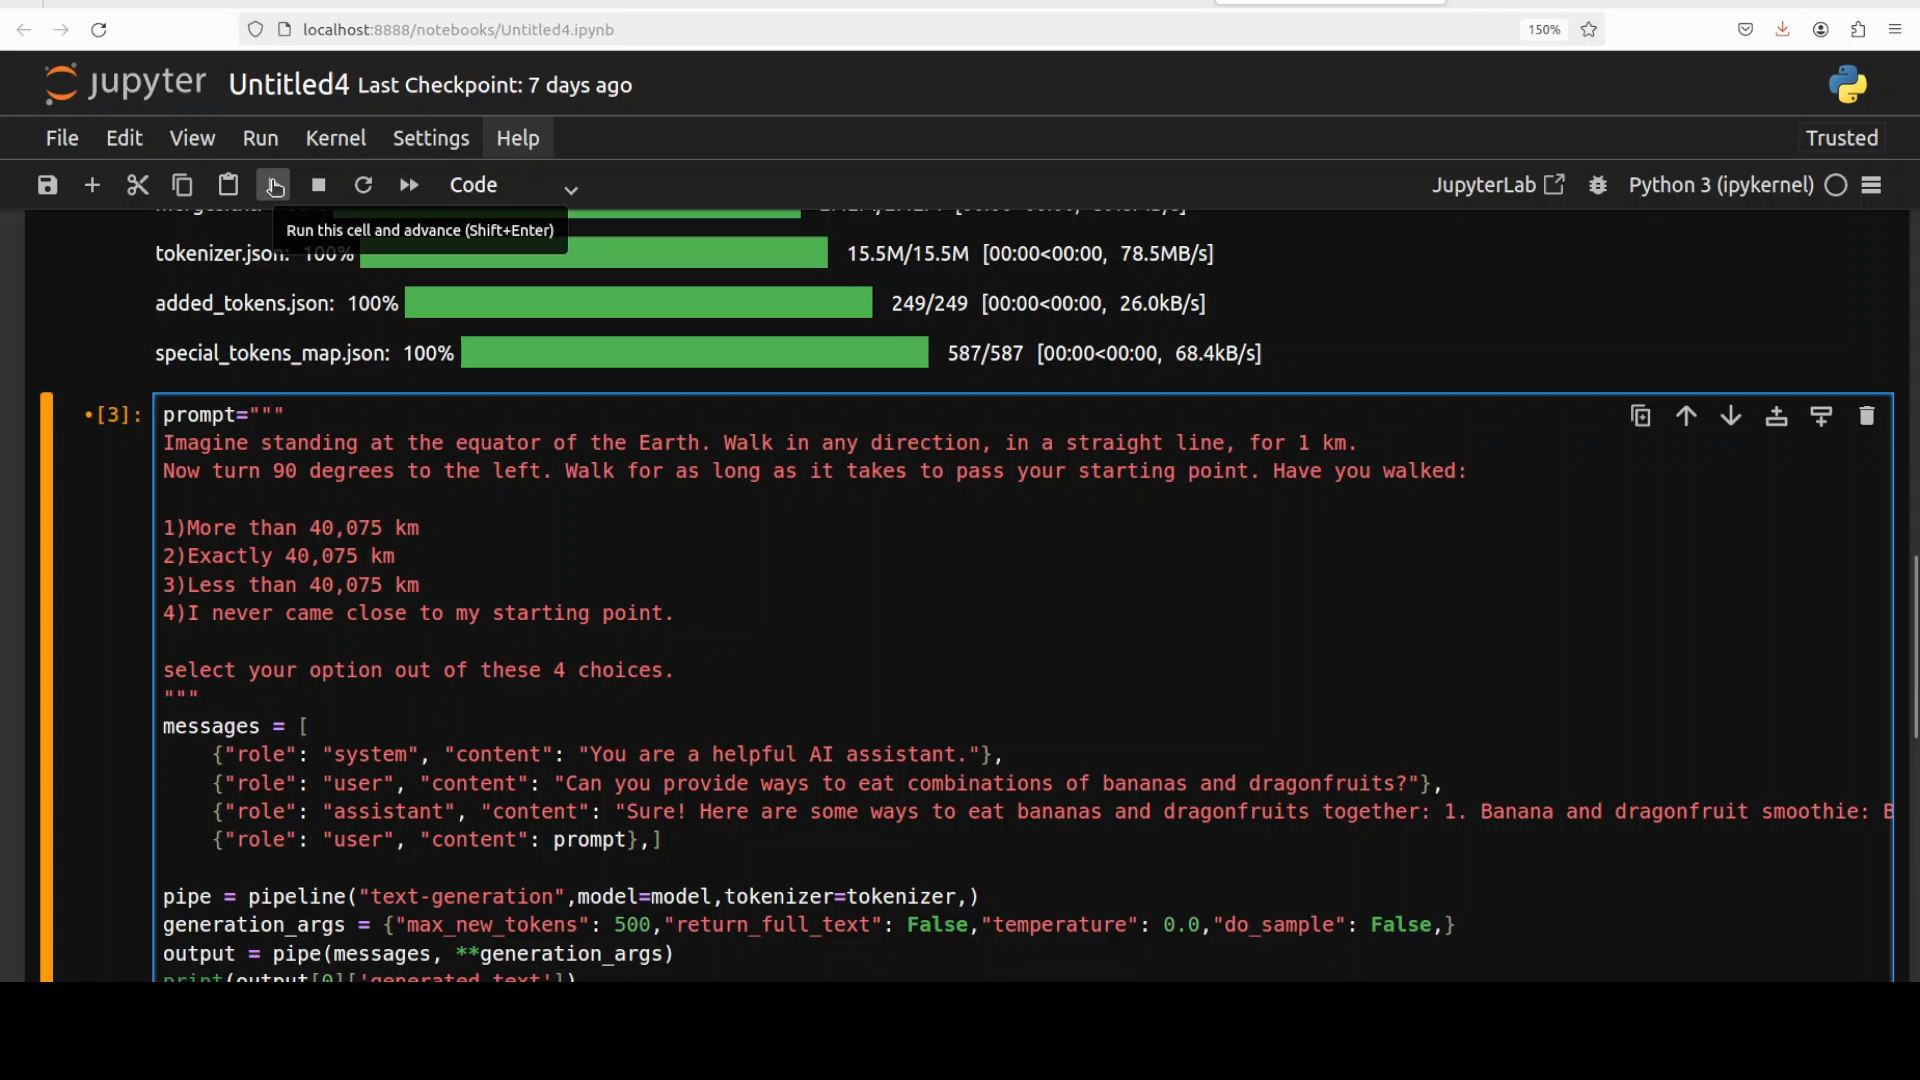 localhost:8888/notebooks/Untitled4.ipynb
150%
jupyter Untitled4 Last Checkpoint: 7 days ago
File Edit View Run Kernel Settings Help
Trusted
Code
JupyterLab
Python 3 (ipykernel)
Run this cell and advance (Shift+Enter)
tokenizer.json: 100% 15.5M/15.5M [00:00<00:00, 78.5MB/s]
added_tokens.json: 100% 249/249 [00:00<00:00, 26.0kB/s]
special_tokens_map.json: 100% 587/587 [00:00<00:00, 68.4kB/s]
•[3]: prompt="""
Imagine standing at the equator of the Earth. Walk in any direction, in a straight line, for 1 km.
Now turn 90 degrees to the left. Walk for as long as it takes to pass your starting point. Have you walked:
1)More than 40,075 km
2)Exactly 40,075 km
3)Less than 40,075 km
4)I never came close to my starting point.
select your option out of these 4 choices.
"""
messages = [
{"role": "system", "content": "You are a helpful AI assistant."},
{"role": "user", "content": "Can you provide ways to eat combinations of bananas and dragonfruits?"},
{"role": "assistant", "content": "Sure! Here are some ways to eat bananas and dragonfruits together: 1. Banana and dragonfruit smoothie: B
{"role": "user", "content": prompt},]
pipe = pipeline("text-generation",model=model,tokenizer=tokenizer,)
generation_args = {"max_new_tokens": 500,"return_full_text": False,"temperature": 0.0,"do_sample": False,}
output = pipe(messages, **generation_args)
print(output[0]['generated_text'])